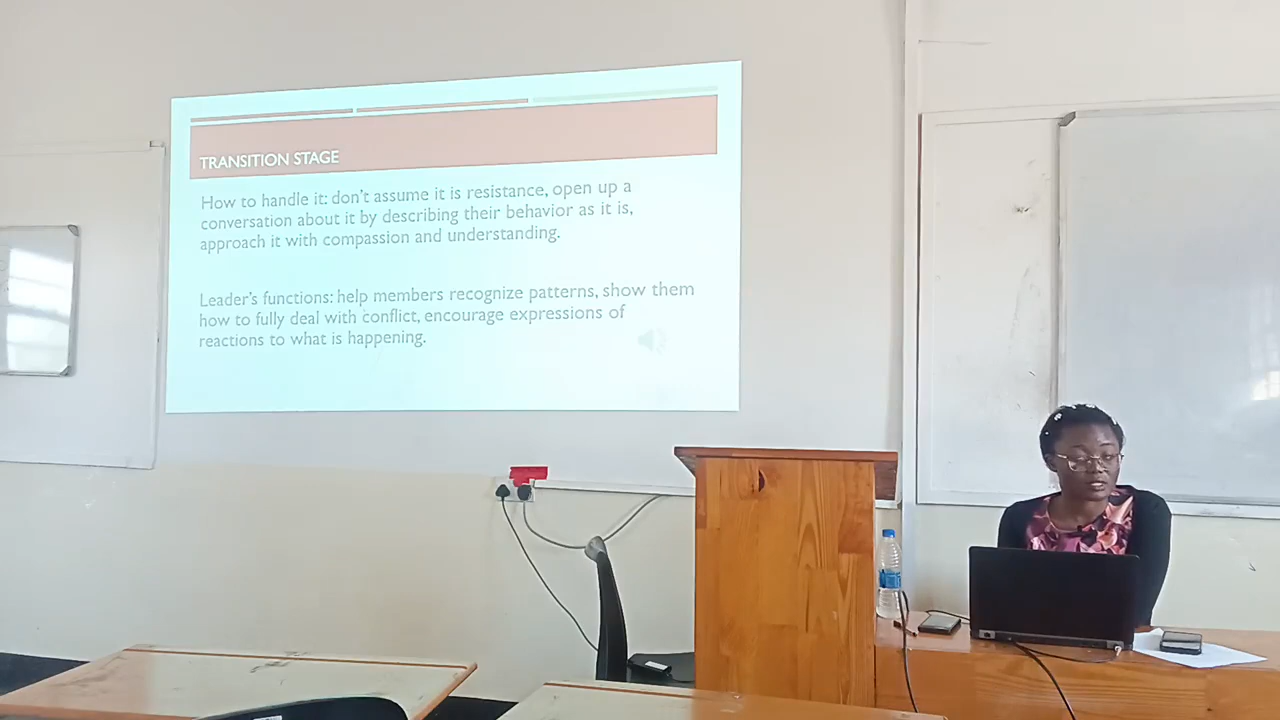 TRANSITION STAGE
How to handle it: don't assume it is resistance, open up a
conversation about it by describing their behavior as it is,
approach it with compassion and understanding.
Leader's functions: help members recognize patterns, show them
how to fully deal with conflict, encourage expressions of
reactions to what is happening.